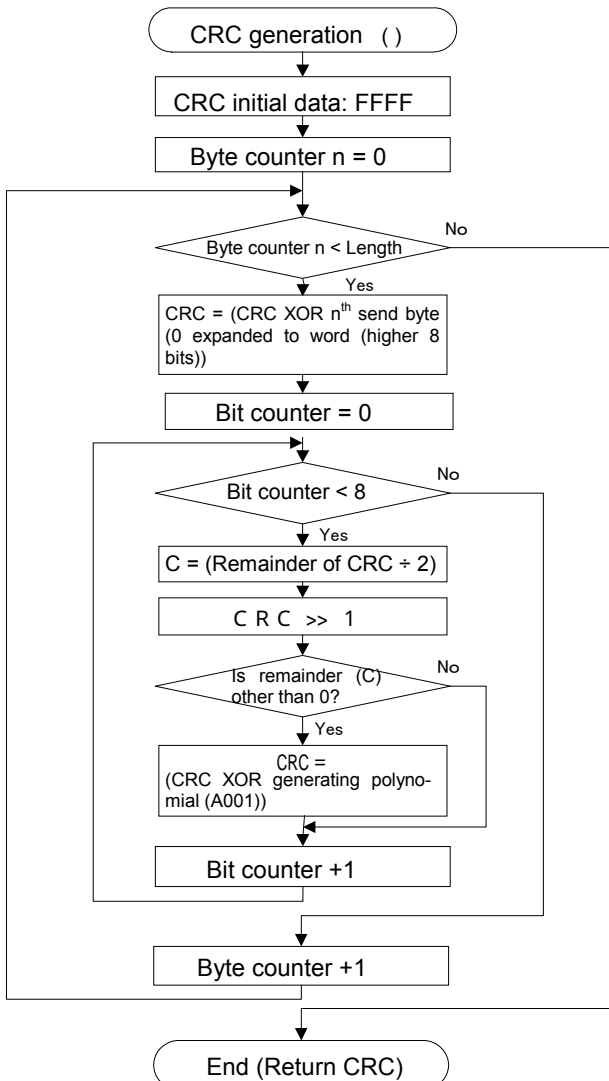 CRC generation ( )
CRC initial data: FFFF
Byte counter n = 0
No
Byte counter n < Length
Yes
CRC = (CRC XOR nth send byte
(0 expanded to word (higher 8
bits))
Bit counter = 0
No
Bit counter < 8
Yes
C = (Remainder of CRC ÷ 2)
C R C >> 1
No
Is remainder (C)
other than 0?
Yes
CRC =
(CRC XOR generating polyno-
mial (A001))
Bit counter +1
Byte counter +1
End (Return CRC)